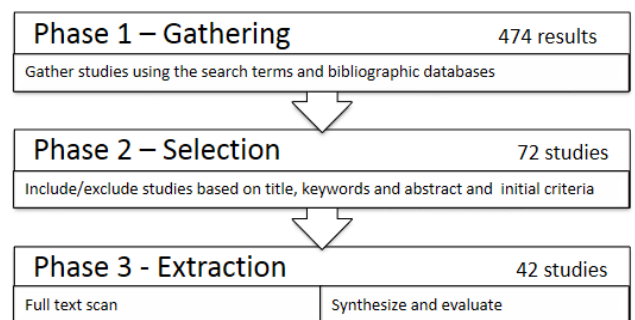 Phase 1 – Gathering 474 results
Gather studies using the search terms and bibliographic databases
Phase 2 – Selection 72 studies
Include/exclude studies based on title, keywords and abstract and initial criteria
Phase 3 - Extraction 42 studies
Full text scan Synthesize and evaluate